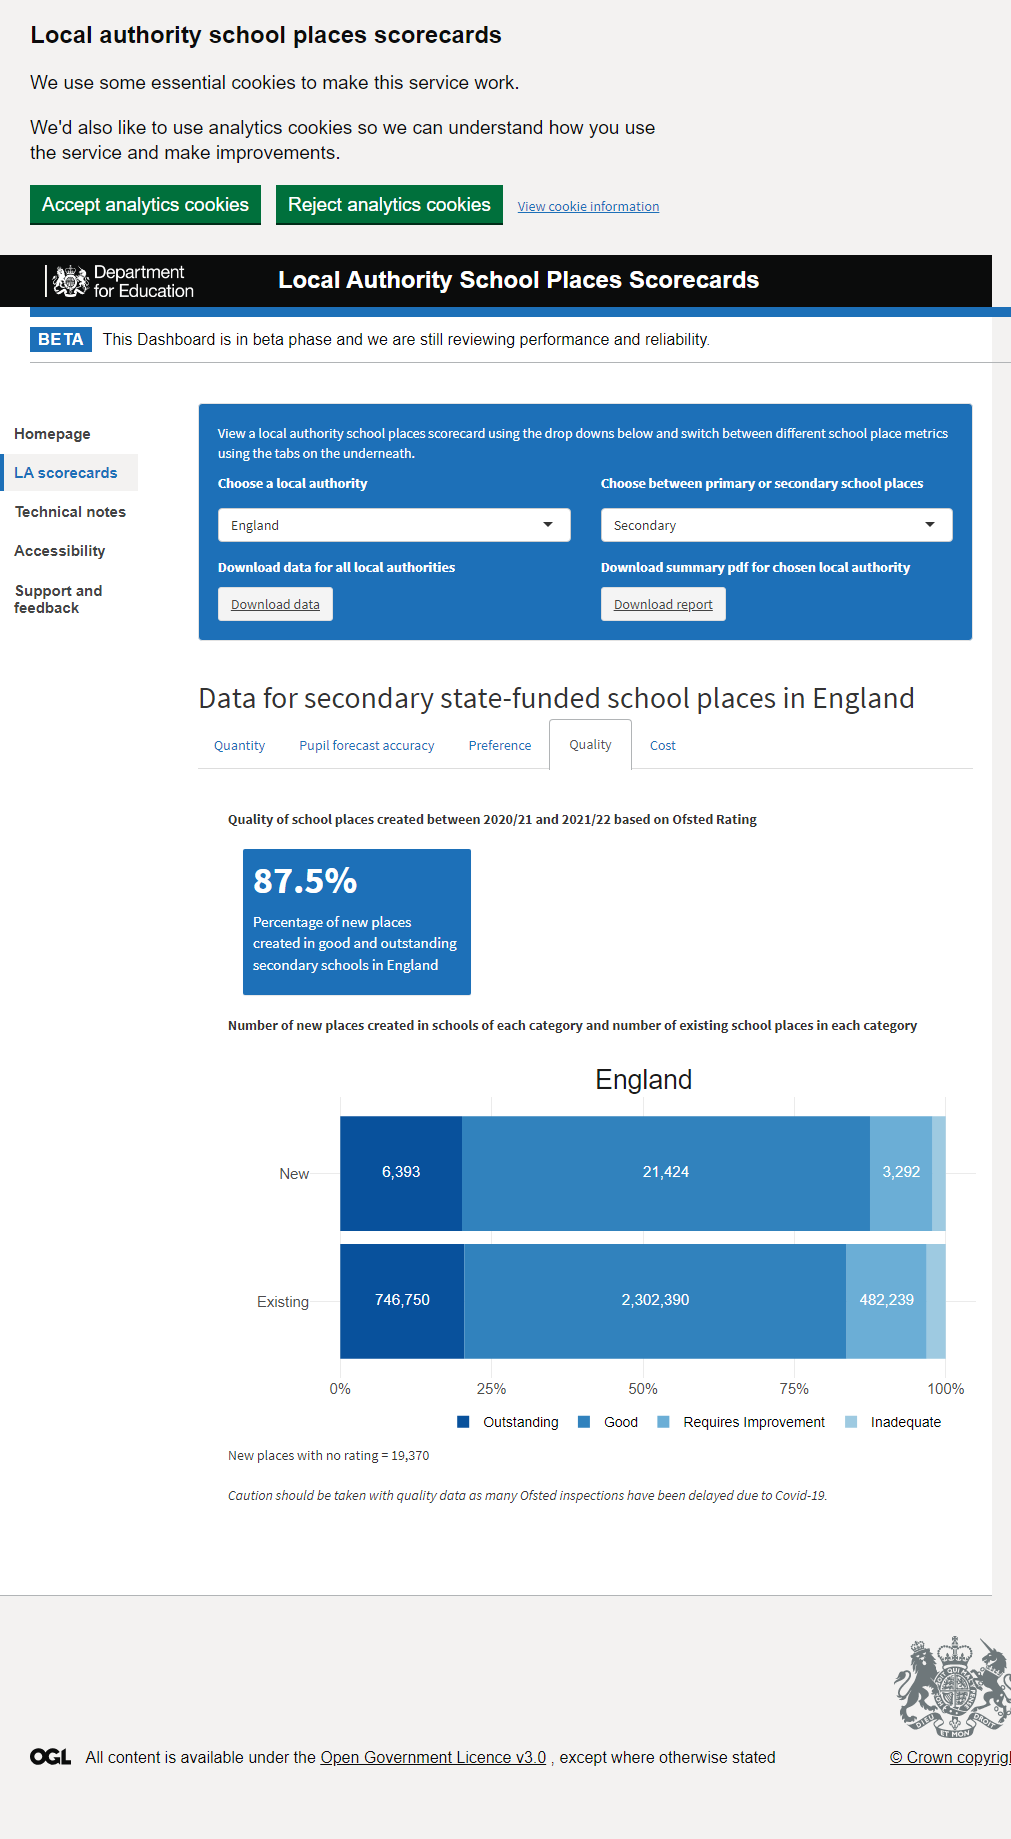 Local authority school places scorecards
We use some essential cookies to make this service work.
We'd also like to use analytics cookies so we can understand how you use
the service and make improvements.
Accept analytics cookies Reject analytics cookies View cookie information
Department
for Education
Local Authority School Places Scorecards
BETA This Dashboard is in beta phase and we are still reviewing performance and reliability.
Homepage
LA scorecards
Technical notes
Accessibility
Support and
feedback
View a local authority school places scorecard using the drop downs below and switch between different school place metrics
using the tabs on the underneath.
Choose a local authority
England
Choose between primary or secondary school places
Secondary
Download data for all local authorities
Download data
Download summary pdf for chosen local authority
Download report
Data for secondary state-funded school places in England
Quantity Pupil forecast accuracy Preference Quality Cost
Quality of school places created between 2020/21 and 2021/22 based on Ofsted Rating
87.5%
Percentage of new places
created in good and outstanding
secondary schools in England
Number of new places created in schools of each category and number of existing school places in each category
England
New 6,393 21,424 3,292
Existing 746,750 2,302,390 482,239
0% 25% 50% 75% 100%
Outstanding Good Requires Improvement Inadequate
New places with no rating = 19,370
Caution should be taken with quality data as many Ofsted inspections have been delayed due to Covid-19.
DIEU ET MON DROIT
OGL All content is available under the Open Government Licence v3.0 , except where otherwise stated
© Crown copyrig